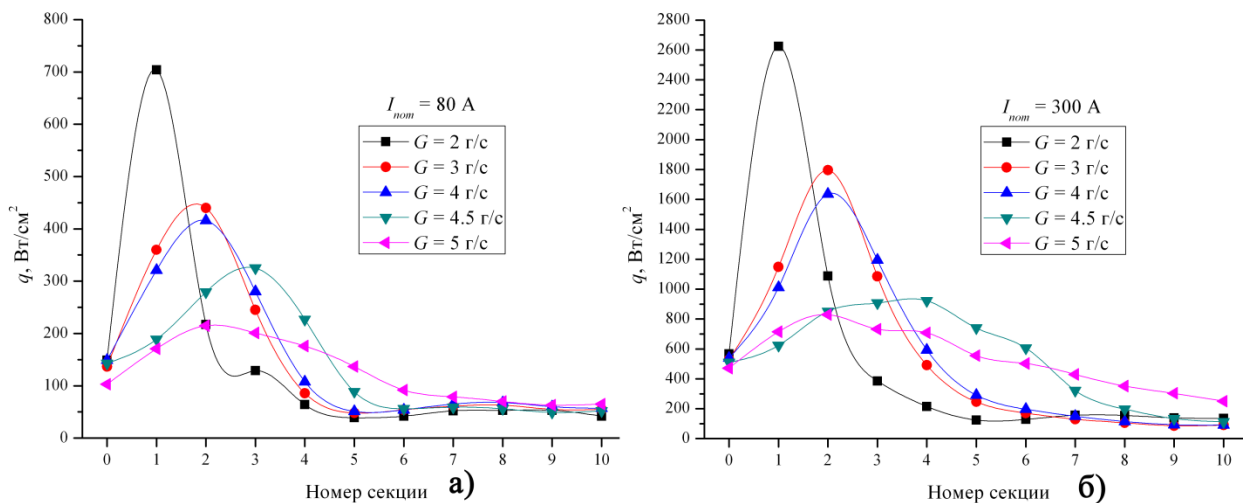 800
700
600
500
400
300
200
100
0
q, Вт/см²
0 1 2 3 4 5 6 7 8 9 10
Номер секции
I_пот = 80 А
G = 2 г/с
G = 3 г/с
G = 4 г/с
G = 4.5 г/с
G = 5 г/с
а)
2800
2600
2400
2200
2000
1800
1600
1400
1200
1000
800
600
400
200
0
q, Вт/см²
0 1 2 3 4 5 6 7 8 9 10
Номер секции
I_пот = 300 А
G = 2 г/с
G = 3 г/с
G = 4 г/с
G = 4.5 г/с
G = 5 г/с
б)